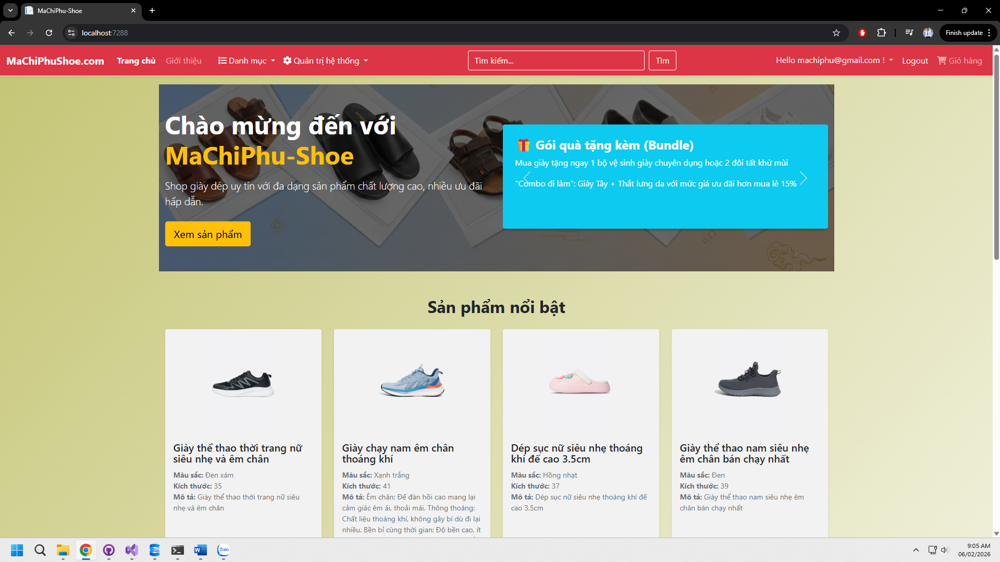 MaChiPhu-Shoe
localhost:7288
Finish update
MaChiPhuShoe.com
Trang chủ
Giới thiệu
Danh mục
Quản trị hệ thống
Tìm kiếm...
Tìm
Hello machiphu@gmail.com !
Logout
Giỏ hàng
Chào mừng đến với
MaChiPhu-Shoe
Shop giày dép uy tín với đa dạng sản phẩm chất lượng cao, nhiều ưu đãi
hấp dẫn.
Xem sản phẩm
Gói quà tặng kèm (Bundle)
Mua giày tặng ngay 1 bộ vệ sinh giày chuyên dụng hoặc 2 đôi tất khử mùi
"Combo đi làm": Giày Tây + Thắt lưng da với mức giá ưu đãi hơn mua lẻ 15%
Sản phẩm nổi bật
Giày thể thao thời trang nữ
siêu nhẹ và êm chân
Màu sắc: Đen xám
Kích thước: 35
Mô tả: Giày thể thao thời trang nữ siêu
nhẹ và êm chân
Giày chạy nam êm chân
thoáng khí
Màu sắc: Xanh trắng
Kích thước: 41
Mô tả: Êm chân: Đế đàn hồi cao mang lại
cảm giác êm ái, thoải mái. Thông thoáng:
Chất liệu thoáng khí, không gây bí dù đi lại
nhiều. Bền bỉ cùng thời gian: Độ bền cao, ít
Dép sục nữ siêu nhẹ thoáng
khí đế cao 3.5cm
Màu sắc: Hồng nhạt
Kích thước: 37
Mô tả: Dép sục nữ siêu nhẹ thoáng khí đế
cao 3.5cm
Giày thể thao nam siêu nhẹ
êm chân bán chạy nhất
Màu sắc: Đen
Kích thước: 39
Mô tả: Giày thể thao nam siêu nhẹ êm
chân bán chạy nhất
Zalo
9:05 AM
06/02/2026